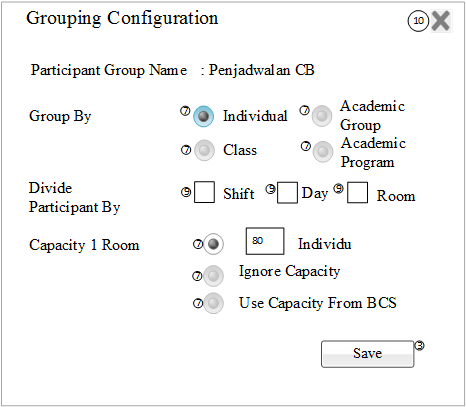 Grouping Configuration 10
Participant Group Name : Penjadwalan CB
Group By 7 Individual 7 Academic Group
7 Class 7 Academic Program
Divide Participant By 9 Shift 9 Day 9 Room
Capacity 1 Room 7 80 Individu
7 Ignore Capacity
7 Use Capacity From BCS
Save 3